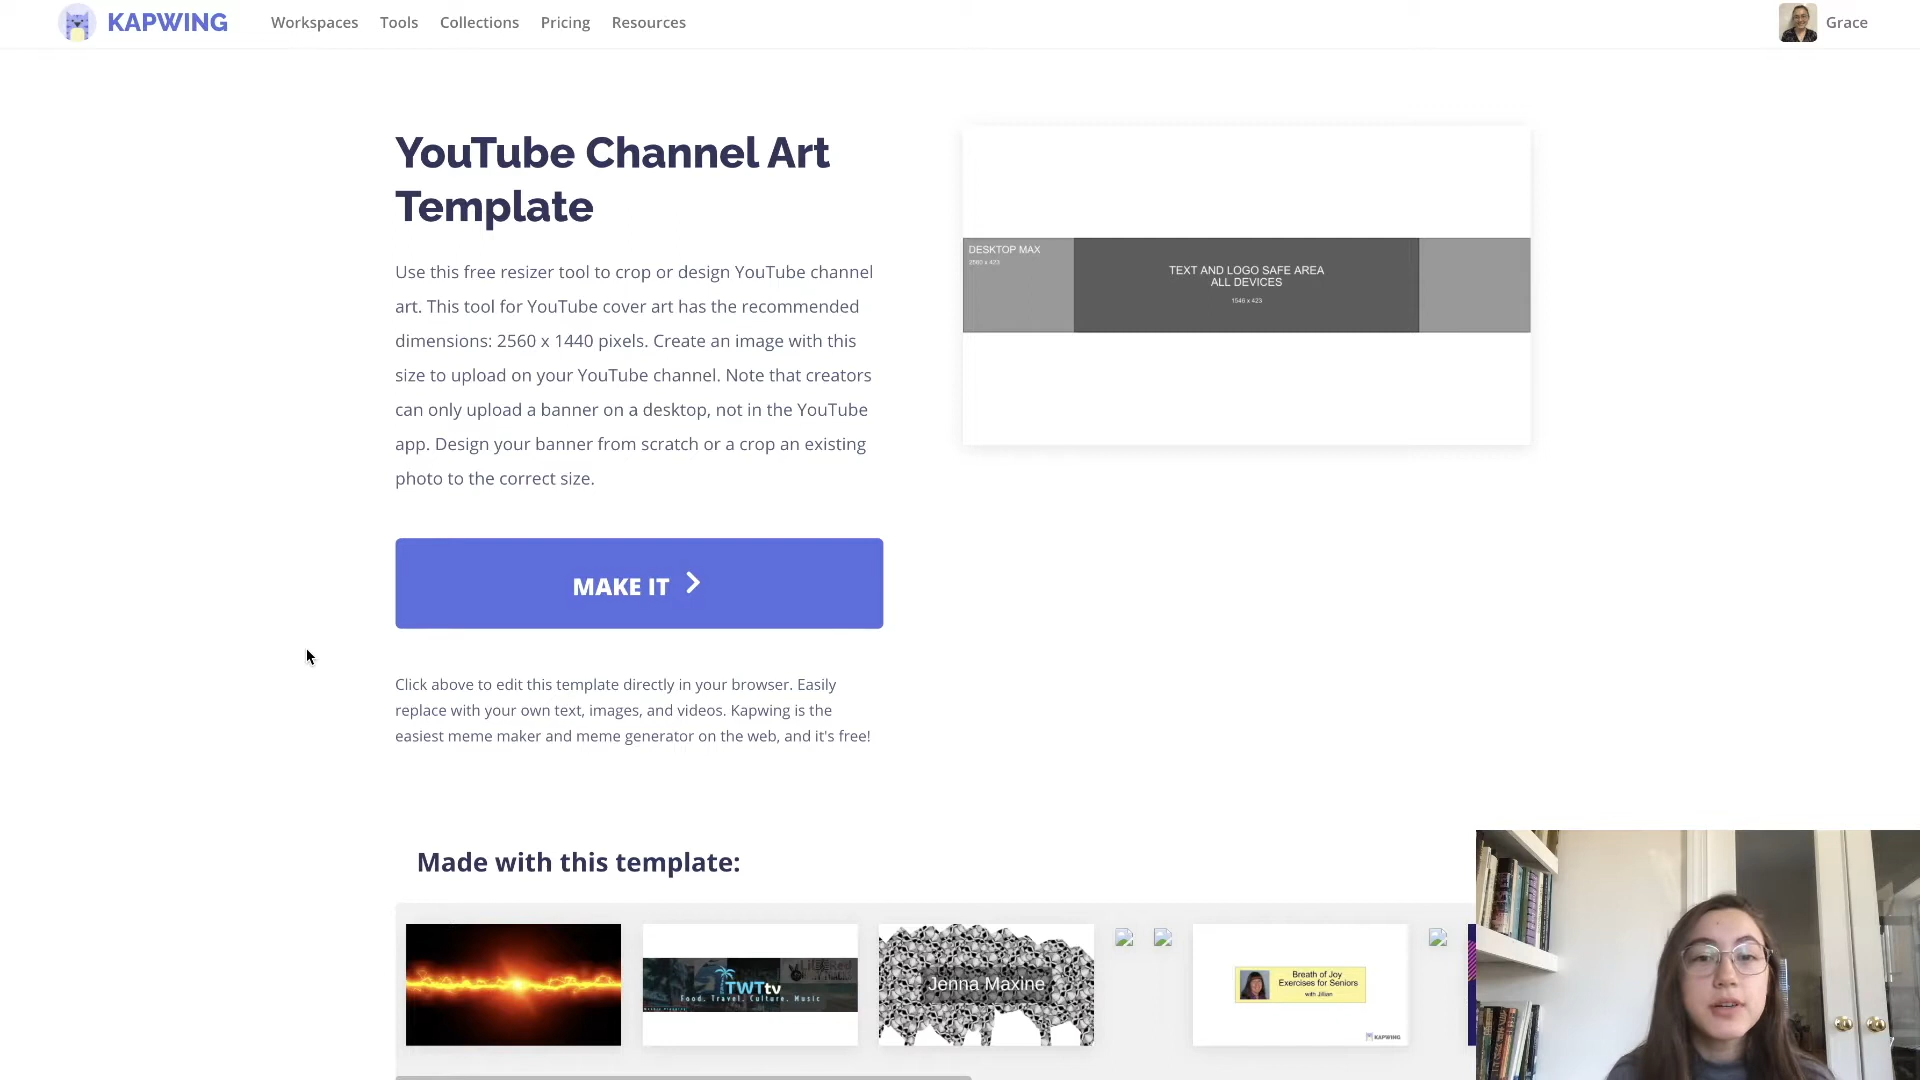 KAPWING
Workspaces
Tools
Collections
Pricing
Resources
Grace
YouTube Channel Art
Template
Use this free resizer tool to crop or design YouTube channel
art. This tool for YouTube cover art has the recommended
dimensions: 2560 x 1440 pixels. Create an image with this
size to upload on your YouTube channel. Note that creators
can only upload a banner on a desktop, not in the YouTube
app. Design your banner from scratch or a crop an existing
photo to the correct size.
DESKTOP MAX
2560 x 423
TEXT AND LOGO SAFE AREA
ALL DEVICES
1546 x 423
MAKE IT
Click above to edit this template directly in your browser. Easily
replace with your own text, images, and videos. Kapwing is the
easiest meme maker and meme generator on the web, and it's free!
Made with this template:
TWTtv
Food. Travel. Culture. Music
Jenna Maxine
Breath of Joy
Exercises for Seniors
with Jillian
KAPWING